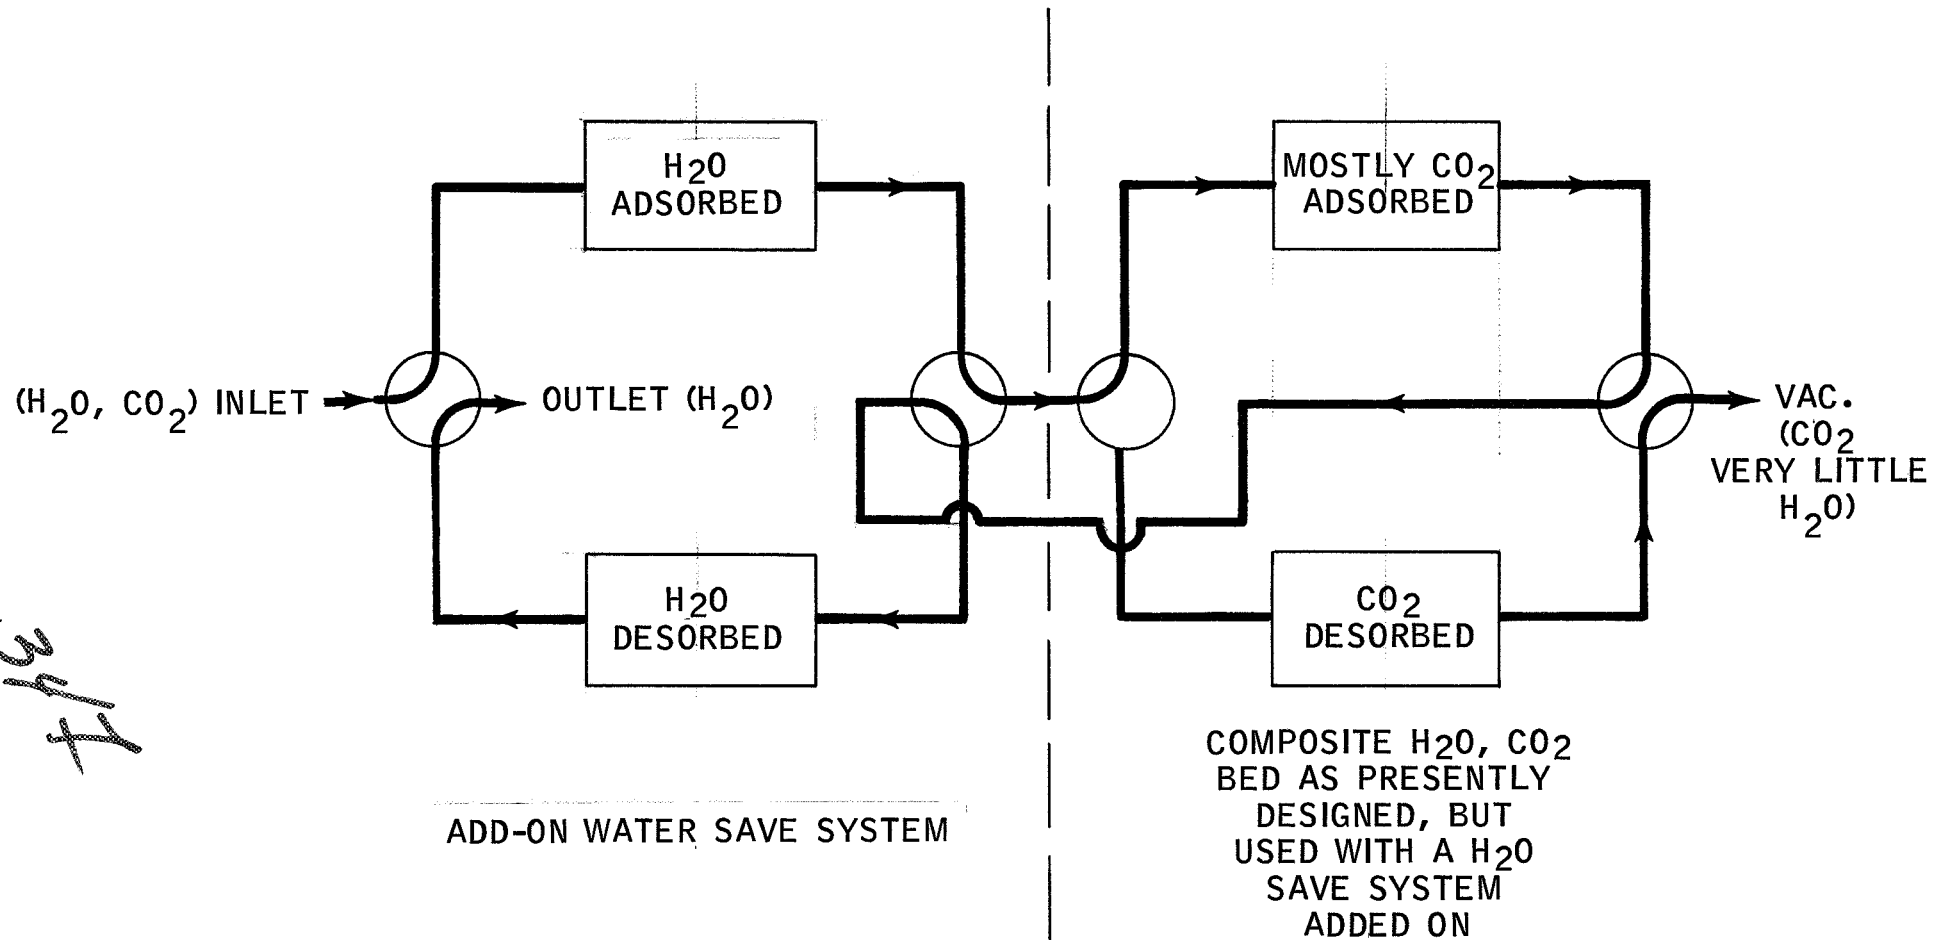 H2O
ADSORBED
MOSTLY CO2
ADSORBED
(H2O, CO2) INLET
OUTLET (H2O)
VAC.
(CO2
VERY LITTLE
H2O)
H2O
DESORBED
CO2
DESORBED
ADD-ON WATER SAVE SYSTEM
COMPOSITE H2O, CO2
BED AS PRESENTLY
DESIGNED, BUT
USED WITH A H2O
SAVE SYSTEM
ADDED ON